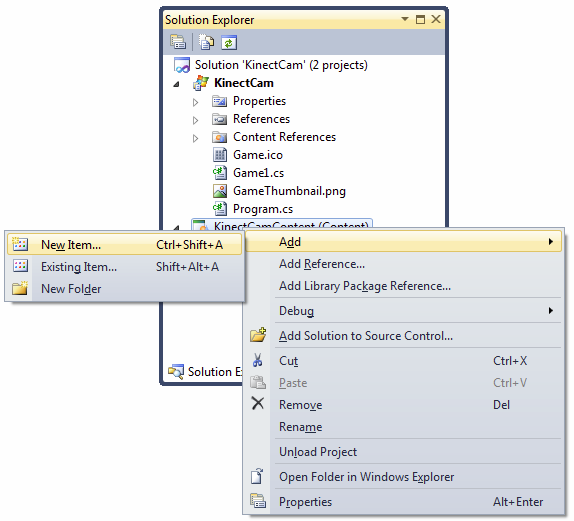 Solution Explorer
Solution 'KinectCam' (2 projects)
KinectCam
Properties
References
Content References
Game.ico
Game1.cs
GameThumbnail.png
Program.cs
KinectCamContent (Content)
New Item... Ctrl+Shift+A
Existing Item... Shift+Alt+A
New Folder
Solution Ex
Add
Add Reference...
Add Library Package Reference...
Debug
Add Solution to Source Control...
Cut Ctrl+X
Paste Ctrl+V
Remove Del
Rename
Unload Project
Open Folder in Windows Explorer
Properties Alt+Enter